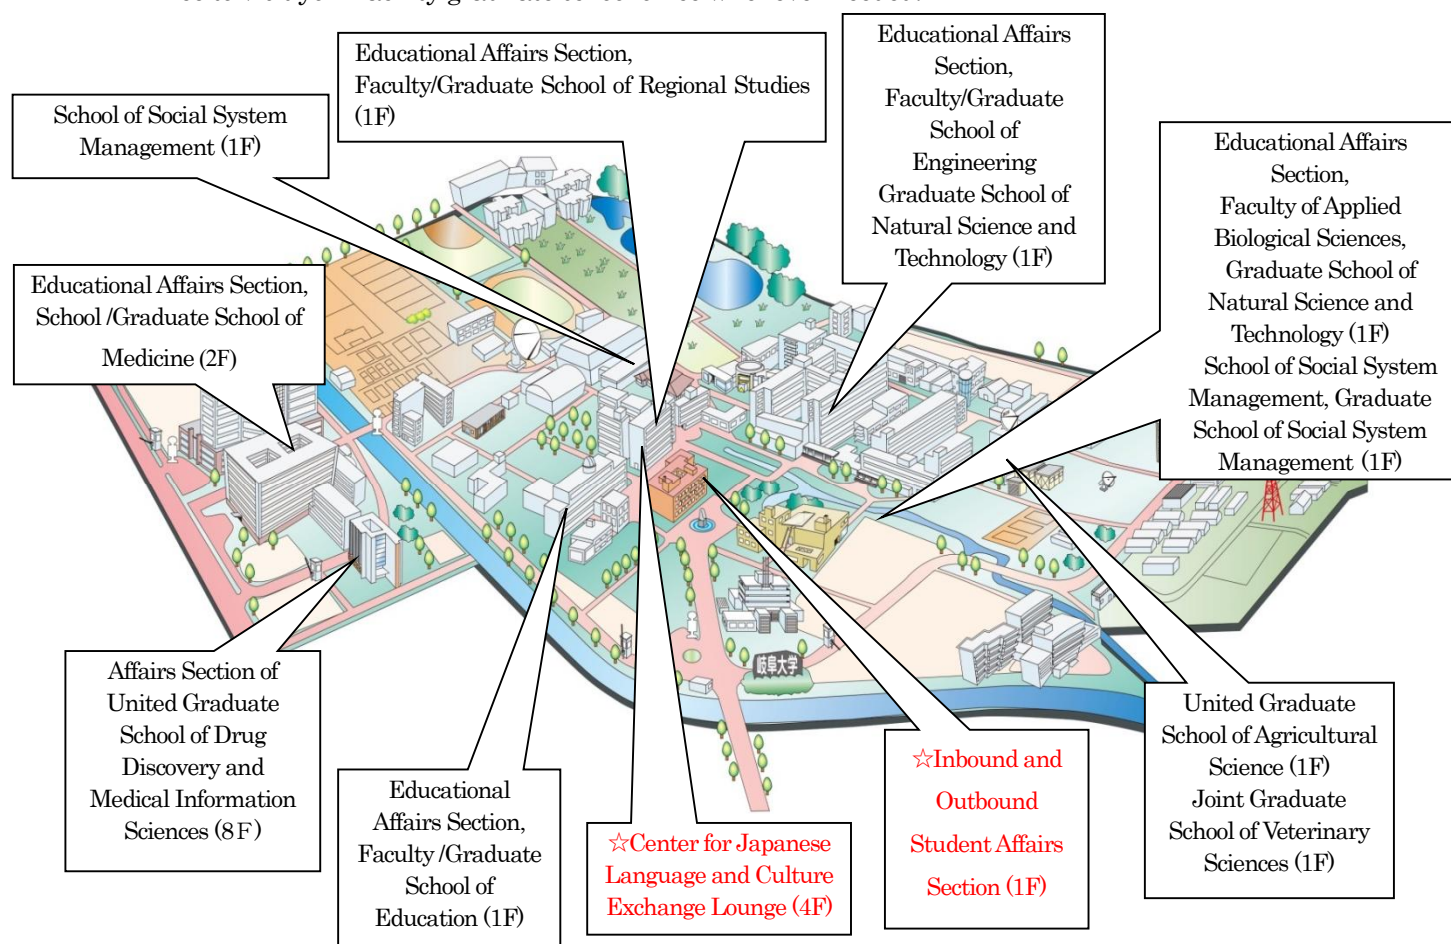 Educational Affairs Section,
Faculty/Graduate School of Regional Studies
(1F)
Educational Affairs
Section,
Faculty/Graduate
School of
Engineering
Graduate School of
Natural Science and
Technology (1F)
School of Social System
Management (1F)
Educational Affairs
Section,
Faculty of Applied
Biological Sciences,
Graduate School of
Natural Science and
Technology (1F)
School of Social System
Management, Graduate
School of Social System
Management (1F)
Educational Affairs Section,
School /Graduate School of
Medicine (2F)
岐阜大学
Affairs Section of
United Graduate
School of Drug
Discovery and
Medical Information
Sciences (8F)
Educational
Affairs Section,
Faculty /Graduate
School of
Education (1F)
☆Center for Japanese
Language and Culture
Exchange Lounge (4F)
☆Inbound and
Outbound
Student Affairs
Section (1F)
United Graduate
School of Agricultural
Science (1F)
Joint Graduate
School of Veterinary
Sciences (1F)